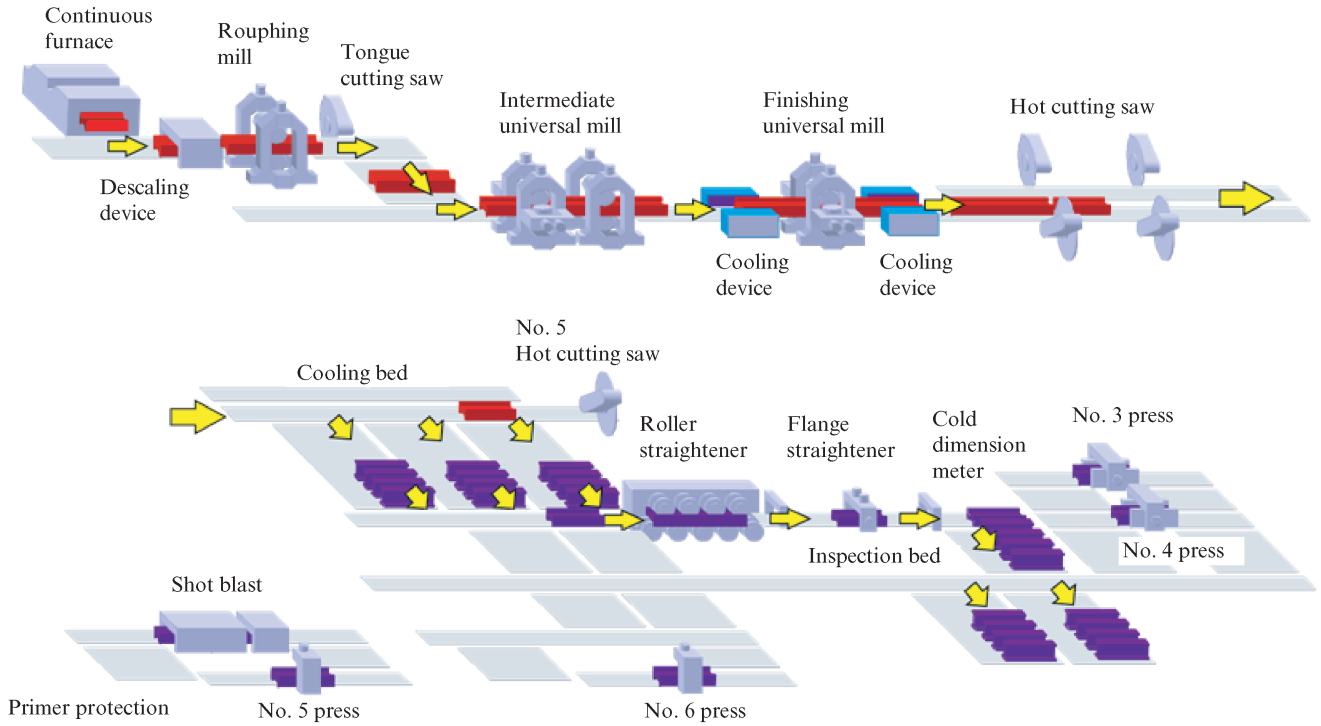 Continuous
furnace
Rouphing
mill
Tongue
cutting saw
Intermediate
universal mill
Finishing
universal mill
Hot cutting saw
Descaling
device
Cooling
device
Cooling
device
No. 5
Hot cutting saw
Cooling bed
Roller
straightener
Flange
straightener
Cold
dimension
meter
No. 3 press
No. 4 press
Inspection bed
Shot blast
Primer protection
No. 5 press
No. 6 press